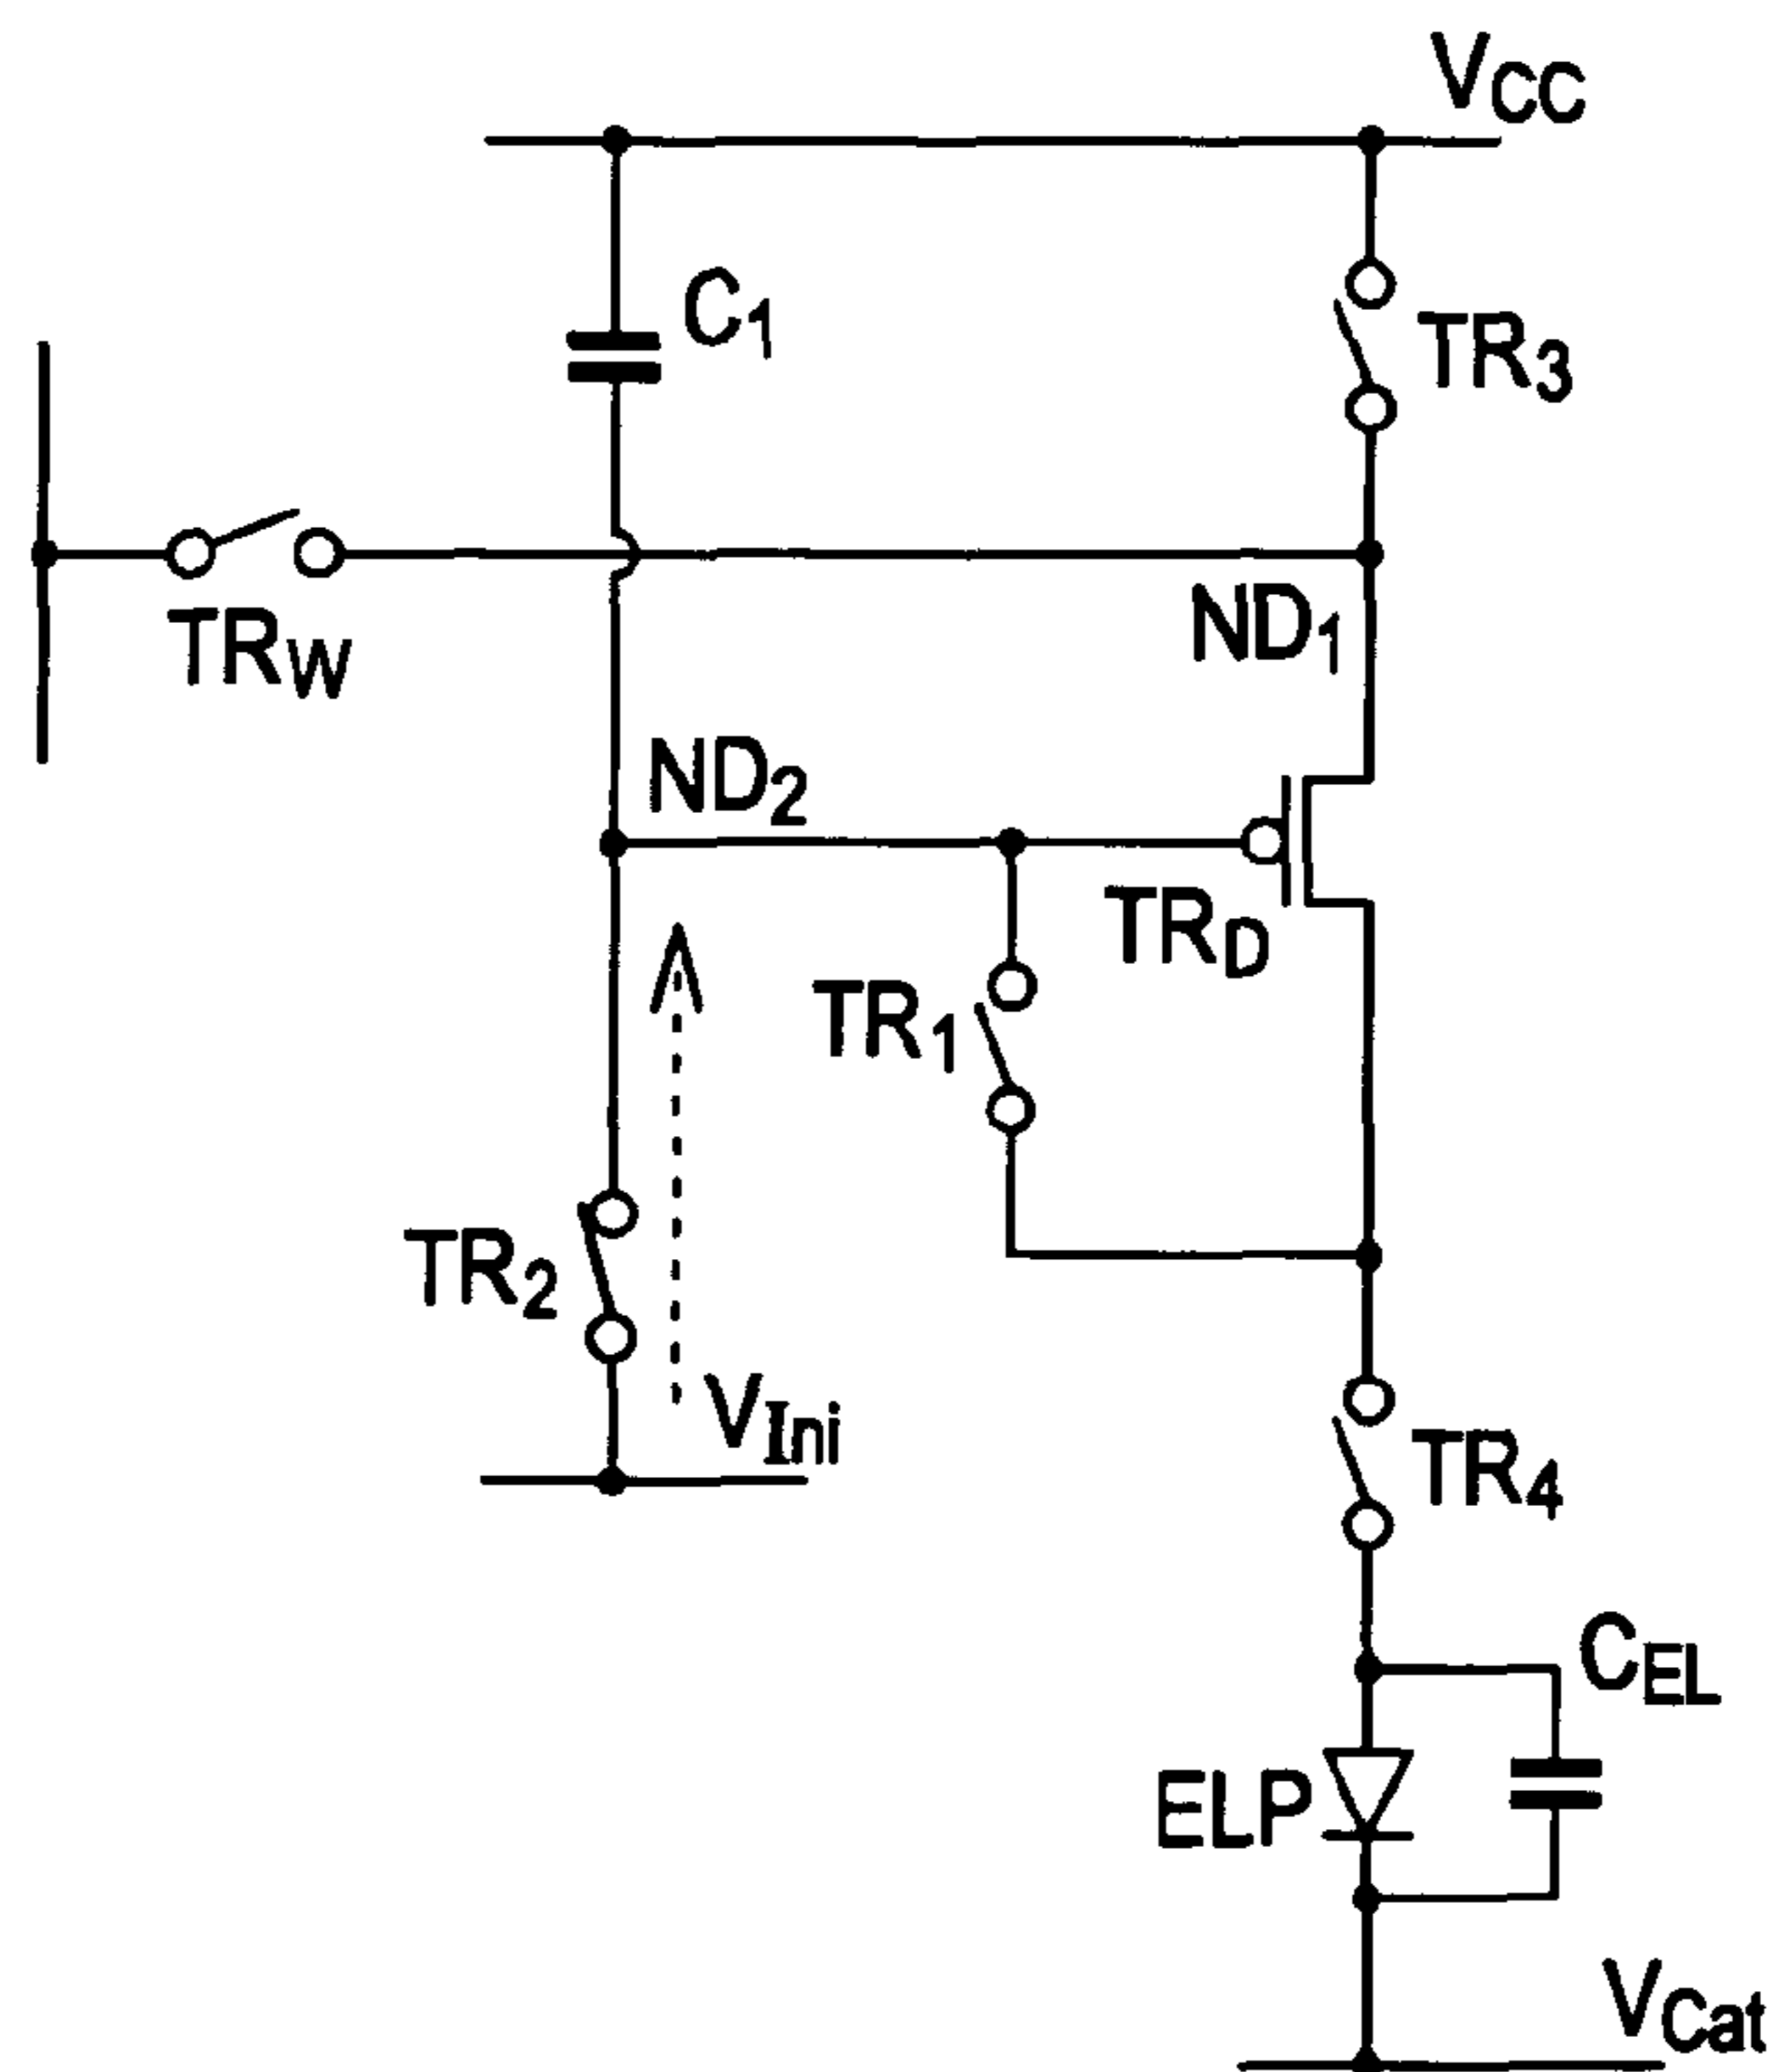 VCC
C1
TR3
TRW
ND1
ND2
TRD
TR1
TR2
VIni
TR4
CEL
ELP
VCat